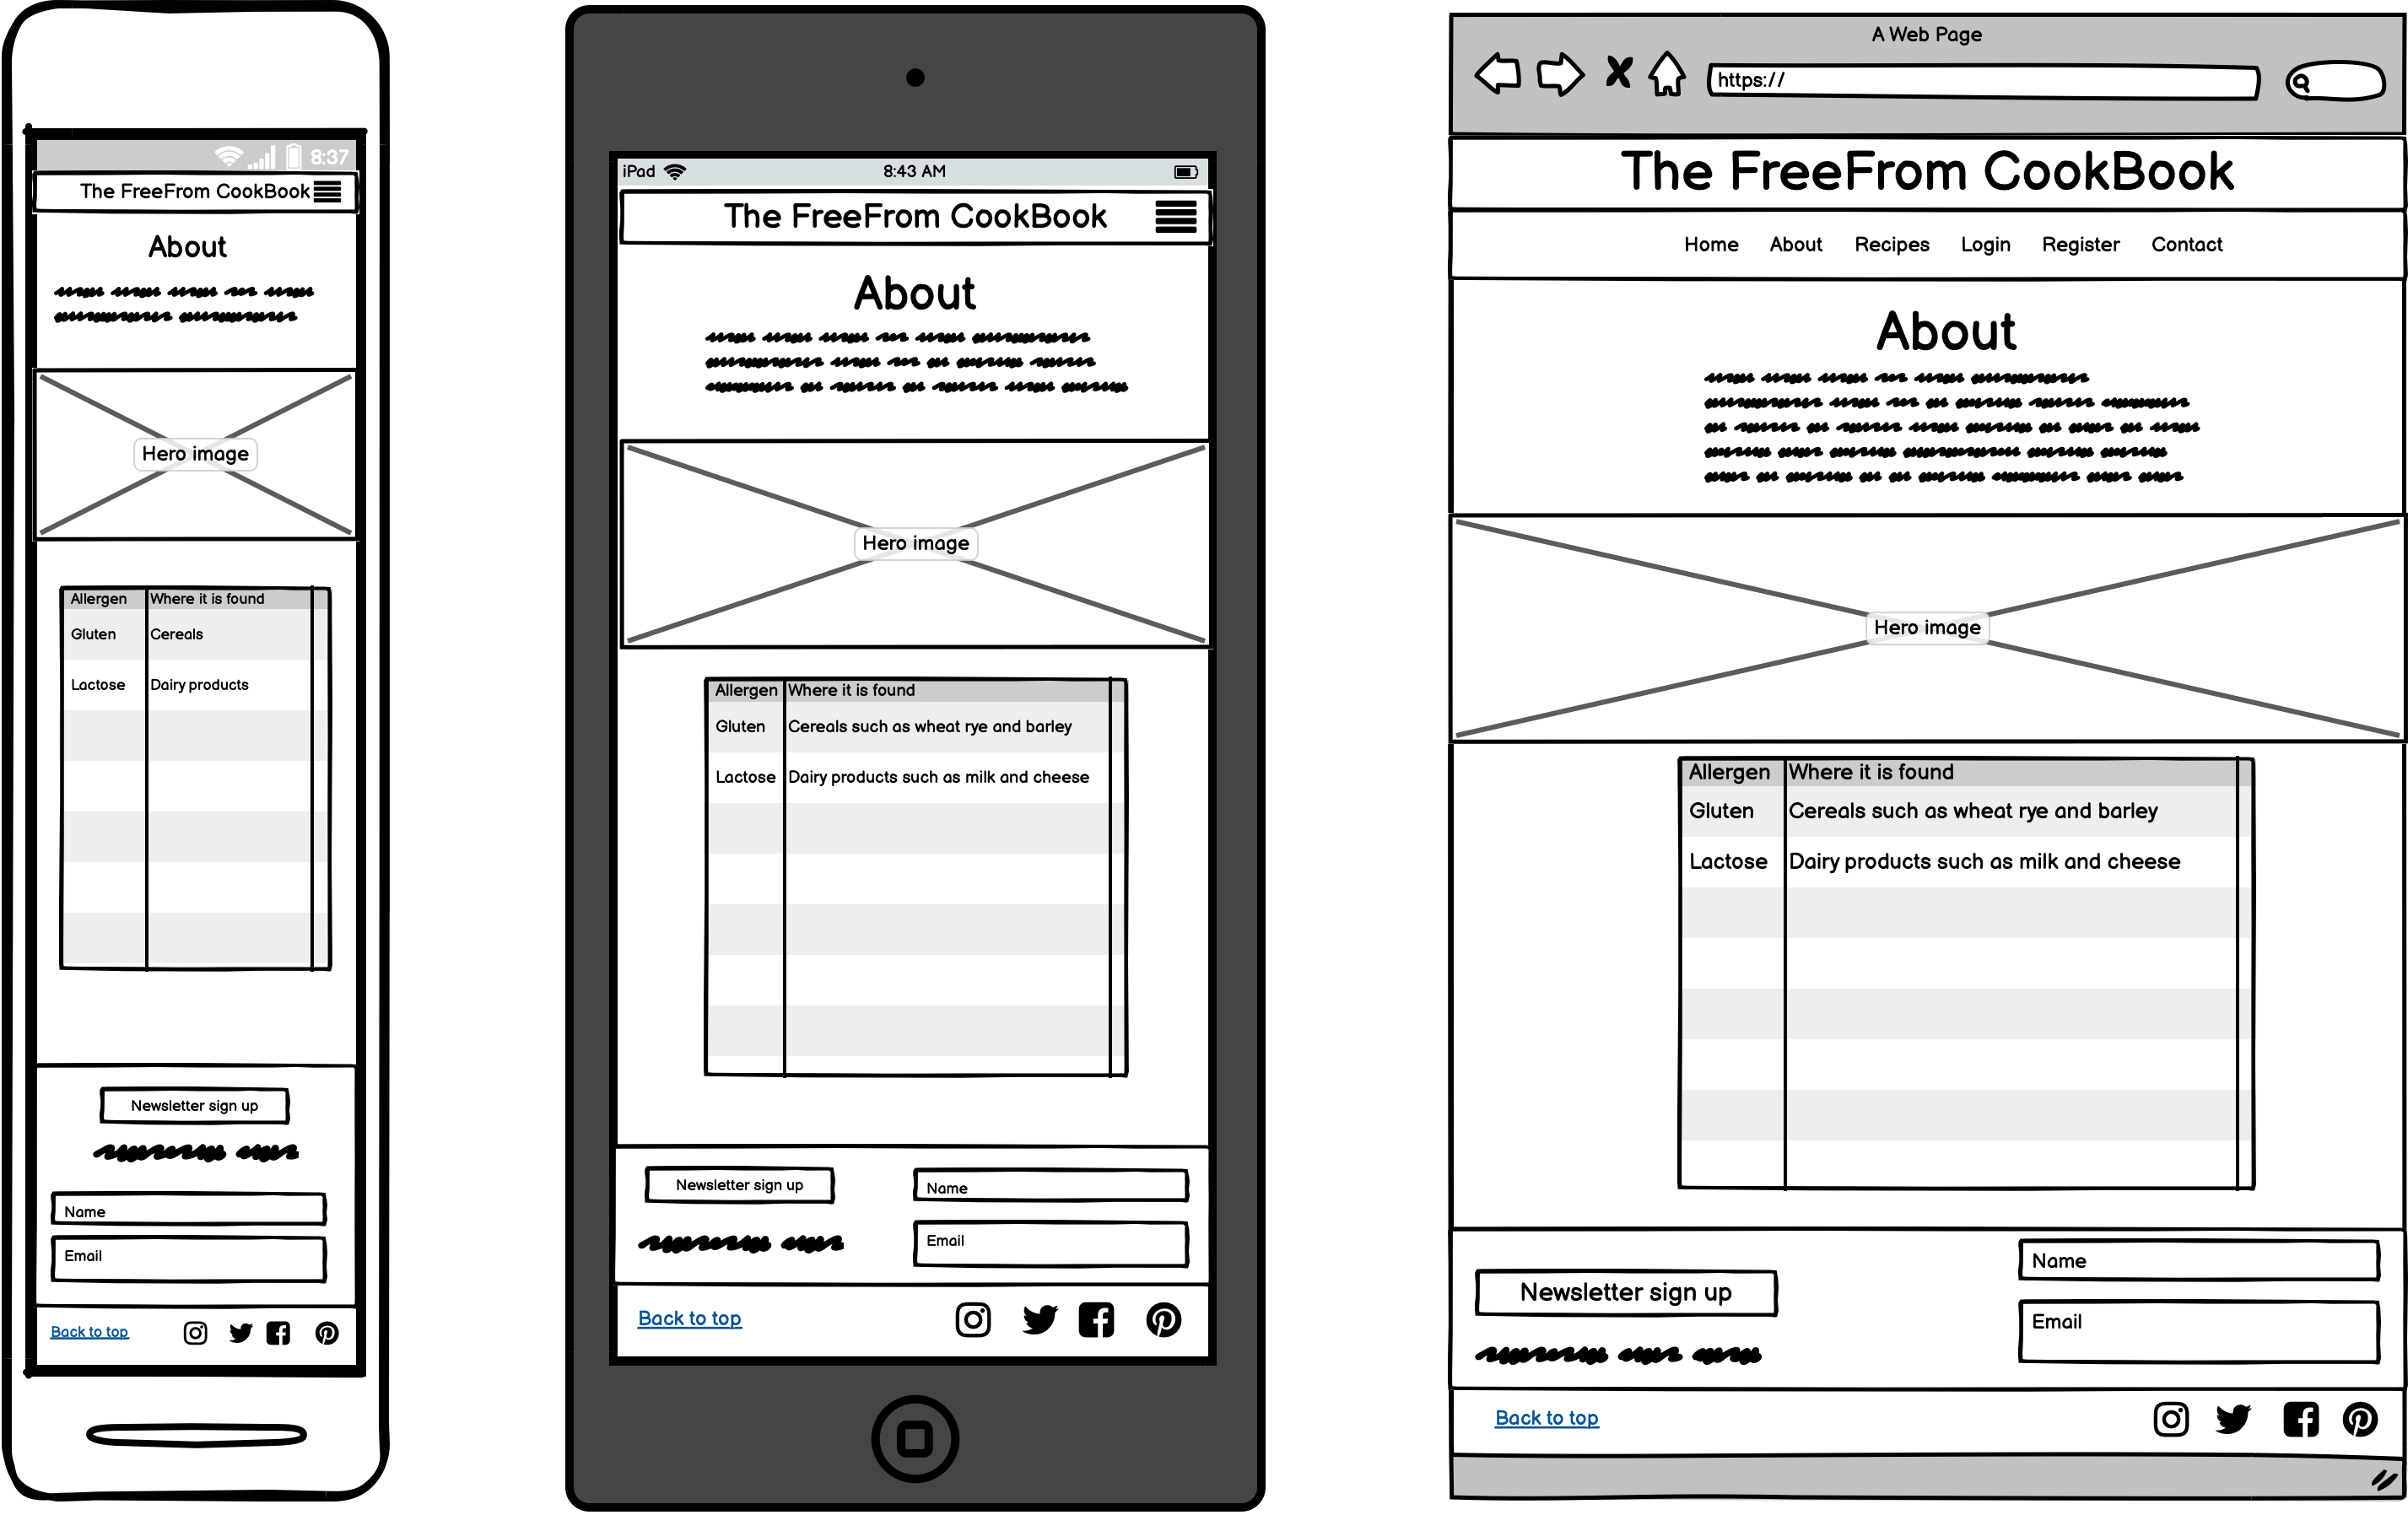 8:37
The FreeFrom CookBook
About
Hero image
Allergen Where it is found
Gluten Cereals
Lactose Dairy products
Newsletter sign up
Name
Email
Back to top
iPad 8:43 AM
The FreeFrom CookBook
About
Hero image
Allergen Where it is found
Gluten Cereals such as wheat rye and barley
Lactose Dairy products such as milk and cheese
Newsletter sign up
Name
Email
Back to top
A Web Page
https://
The FreeFrom CookBook
Home About Recipes Login Register Contact
About
Hero image
Allergen Where it is found
Gluten Cereals such as wheat rye and barley
Lactose Dairy products such as milk and cheese
Name
Newsletter sign up
Email
Back to top